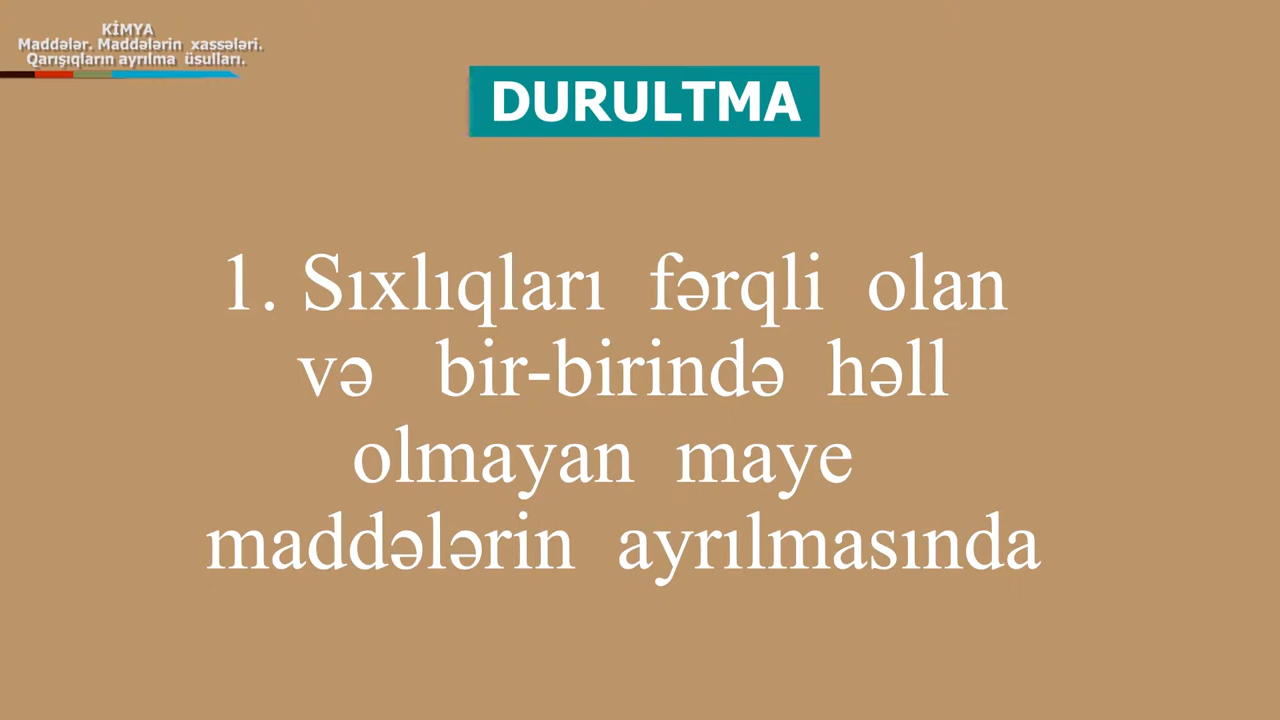 KİMYA
Maddələr. Maddələrin xassələri.
Qarışıqların ayrılma üsulları.
DURULTMA
1. Sıxlıqları fərqli olan
və bir-birində həll
olmayan maye
maddələrin ayrılmasında